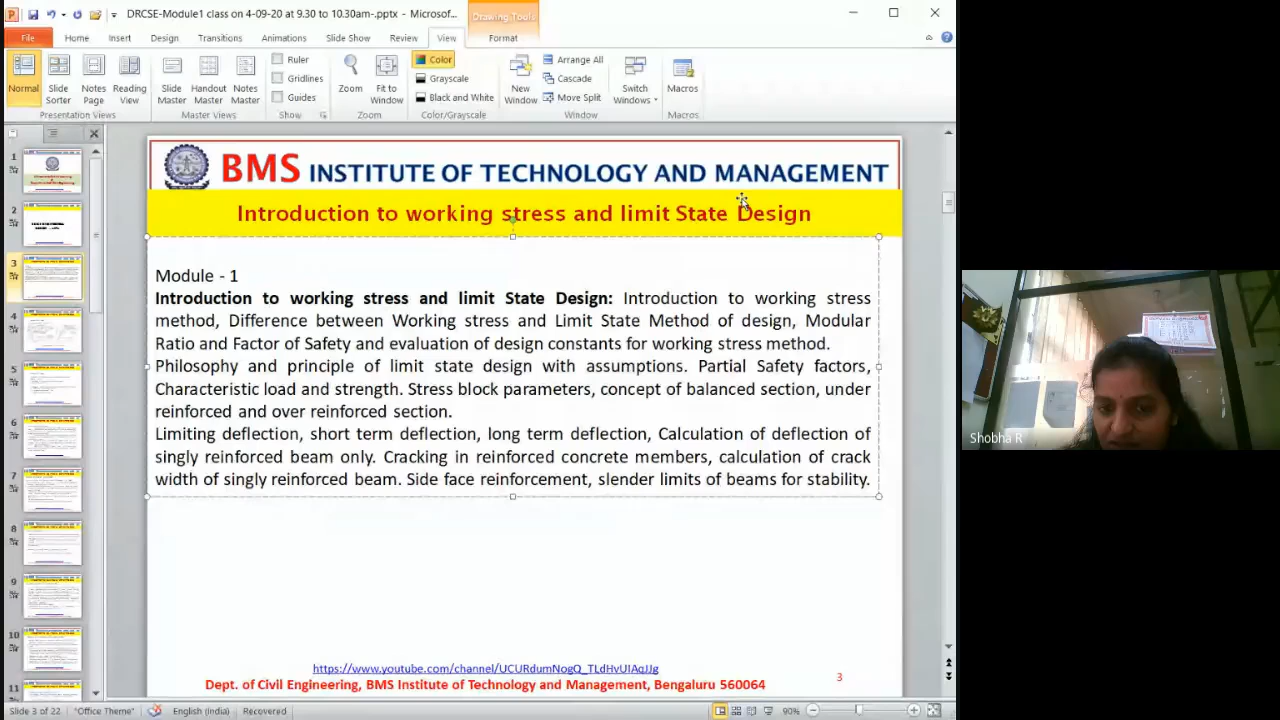 DRCSE-Module1 class on 4-09-20 at 9.30 to 10.30am-.pptx - Microsof...
Drawing Tools
File Home Insert Design Transitions Animations Slide Show Review View Format
Normal Slide Sorter Notes Page Reading View
Presentation Views
Slide Master Handout Master Notes Master
Master Views
Ruler
Gridlines
Guides
Show
Zoom Fit to Window
Zoom
Color
Grayscale
Black and White
Color/Grayscale
New Window
Arrange All
Cascade
Move Split
Switch Windows
Window
Macros
Macros
BMS INSTITUTE OF TECHNOLOGY AND MANAGEMENT
Introduction to working stress and limit State Design
Module - 1
Introduction to working stress and limit State Design: Introduction to working stress
method, Difference between Working stress and Limit State Method of design, Modular
Ratio and Factor of Safety and evaluation of design constants for working stress method.
Philosophy and principle of limit state design with assumptions. Partial Safety factors,
Characteristic load and strength. Stress block parameters, concept of balanced section, under
reinforced and over reinforced section.
Limiting deflection, short term deflection, long term deflection, Calculation of deflection of
singly reinforced beam only. Cracking in reinforced concrete members, calculation of crack
width of singly reinforced beam. Side face reinforcement, slender limits of beams for stability.
3
Dept. of Civil Engineering, BMS Institute of Technology and Management, Bengaluru 560064
1
2
3
4
5
6
7
8
9
10
11
Slide 3 of 22 "Office Theme" English (India) Recovered 90%
Shobha R